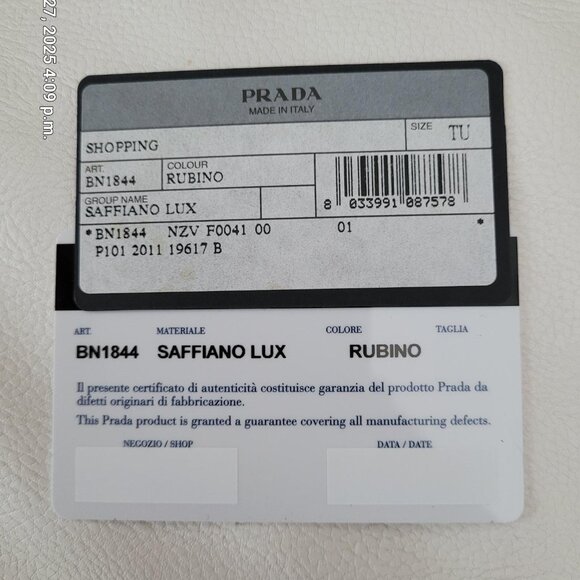 27, 2025 4:09 p.m.
PRADA
MADE IN ITALY
SIZE TU
SHOPPING
ART. COLOUR
BN1844 RUBINO
GROUP NAME
SAFFIANO LUX
8 033991 087578
*BN1844 NZV F0041 00 01 *
P101 2011 19617 B
ART. MATERIALE COLORE TAGLIA
BN1844 SAFFIANO LUX RUBINO
Il presente certificato di autenticità costituisce garanzia del prodotto Prada da
difetti originari di fabbricazione.
This Prada product is granted a guarantee covering all manufacturing defects.
NEGOZIO / SHOP DATA / DATE